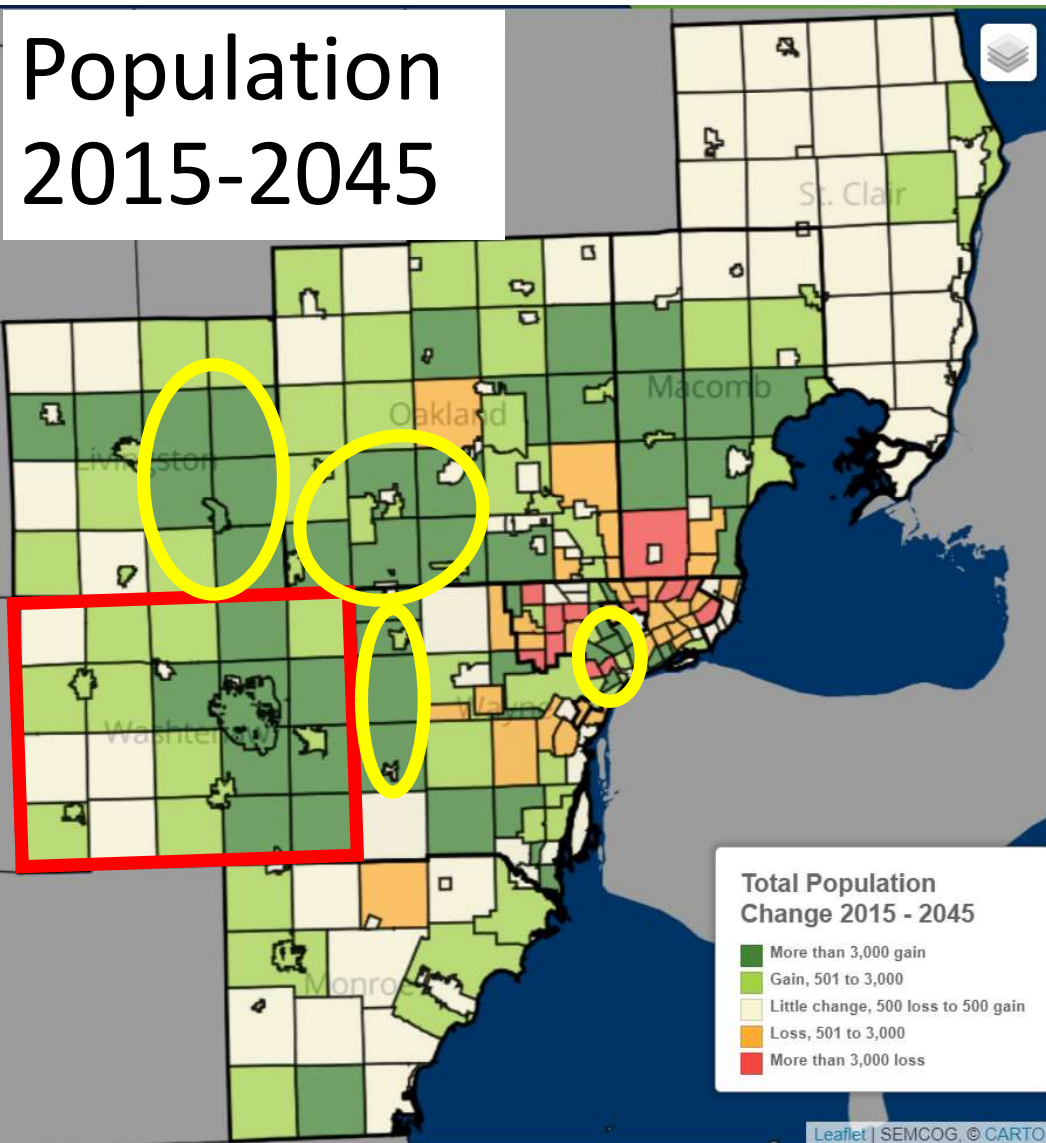 Population
2015-2045
St. Clair
Macomb
Oakland
Livingston
Washtenaw
Wayne
Monroe
Total Population
Change 2015 - 2045
More than 3,000 gain
Gain, 501 to 3,000
Little change, 500 loss to 500 gain
Loss, 501 to 3,000
More than 3,000 loss
Leaflet | SEMCOG, © CARTO